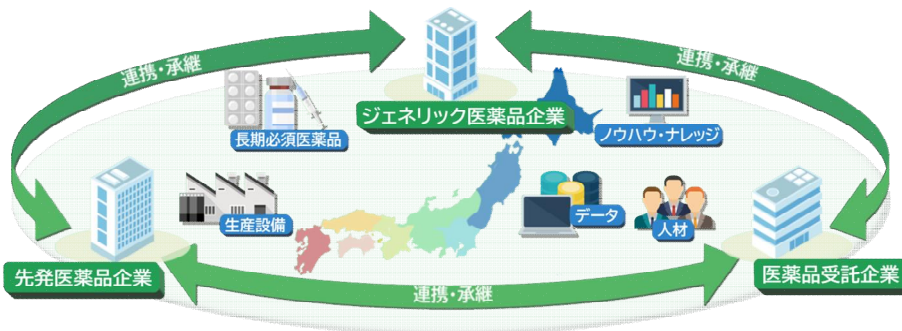 連携・承継
連携・承継
ジェネリック医薬品企業
長期必須医薬品
ノウハウ・ナレッジ
生産設備
データ
人材
先発医薬品企業
医薬品受託企業
連携・承継